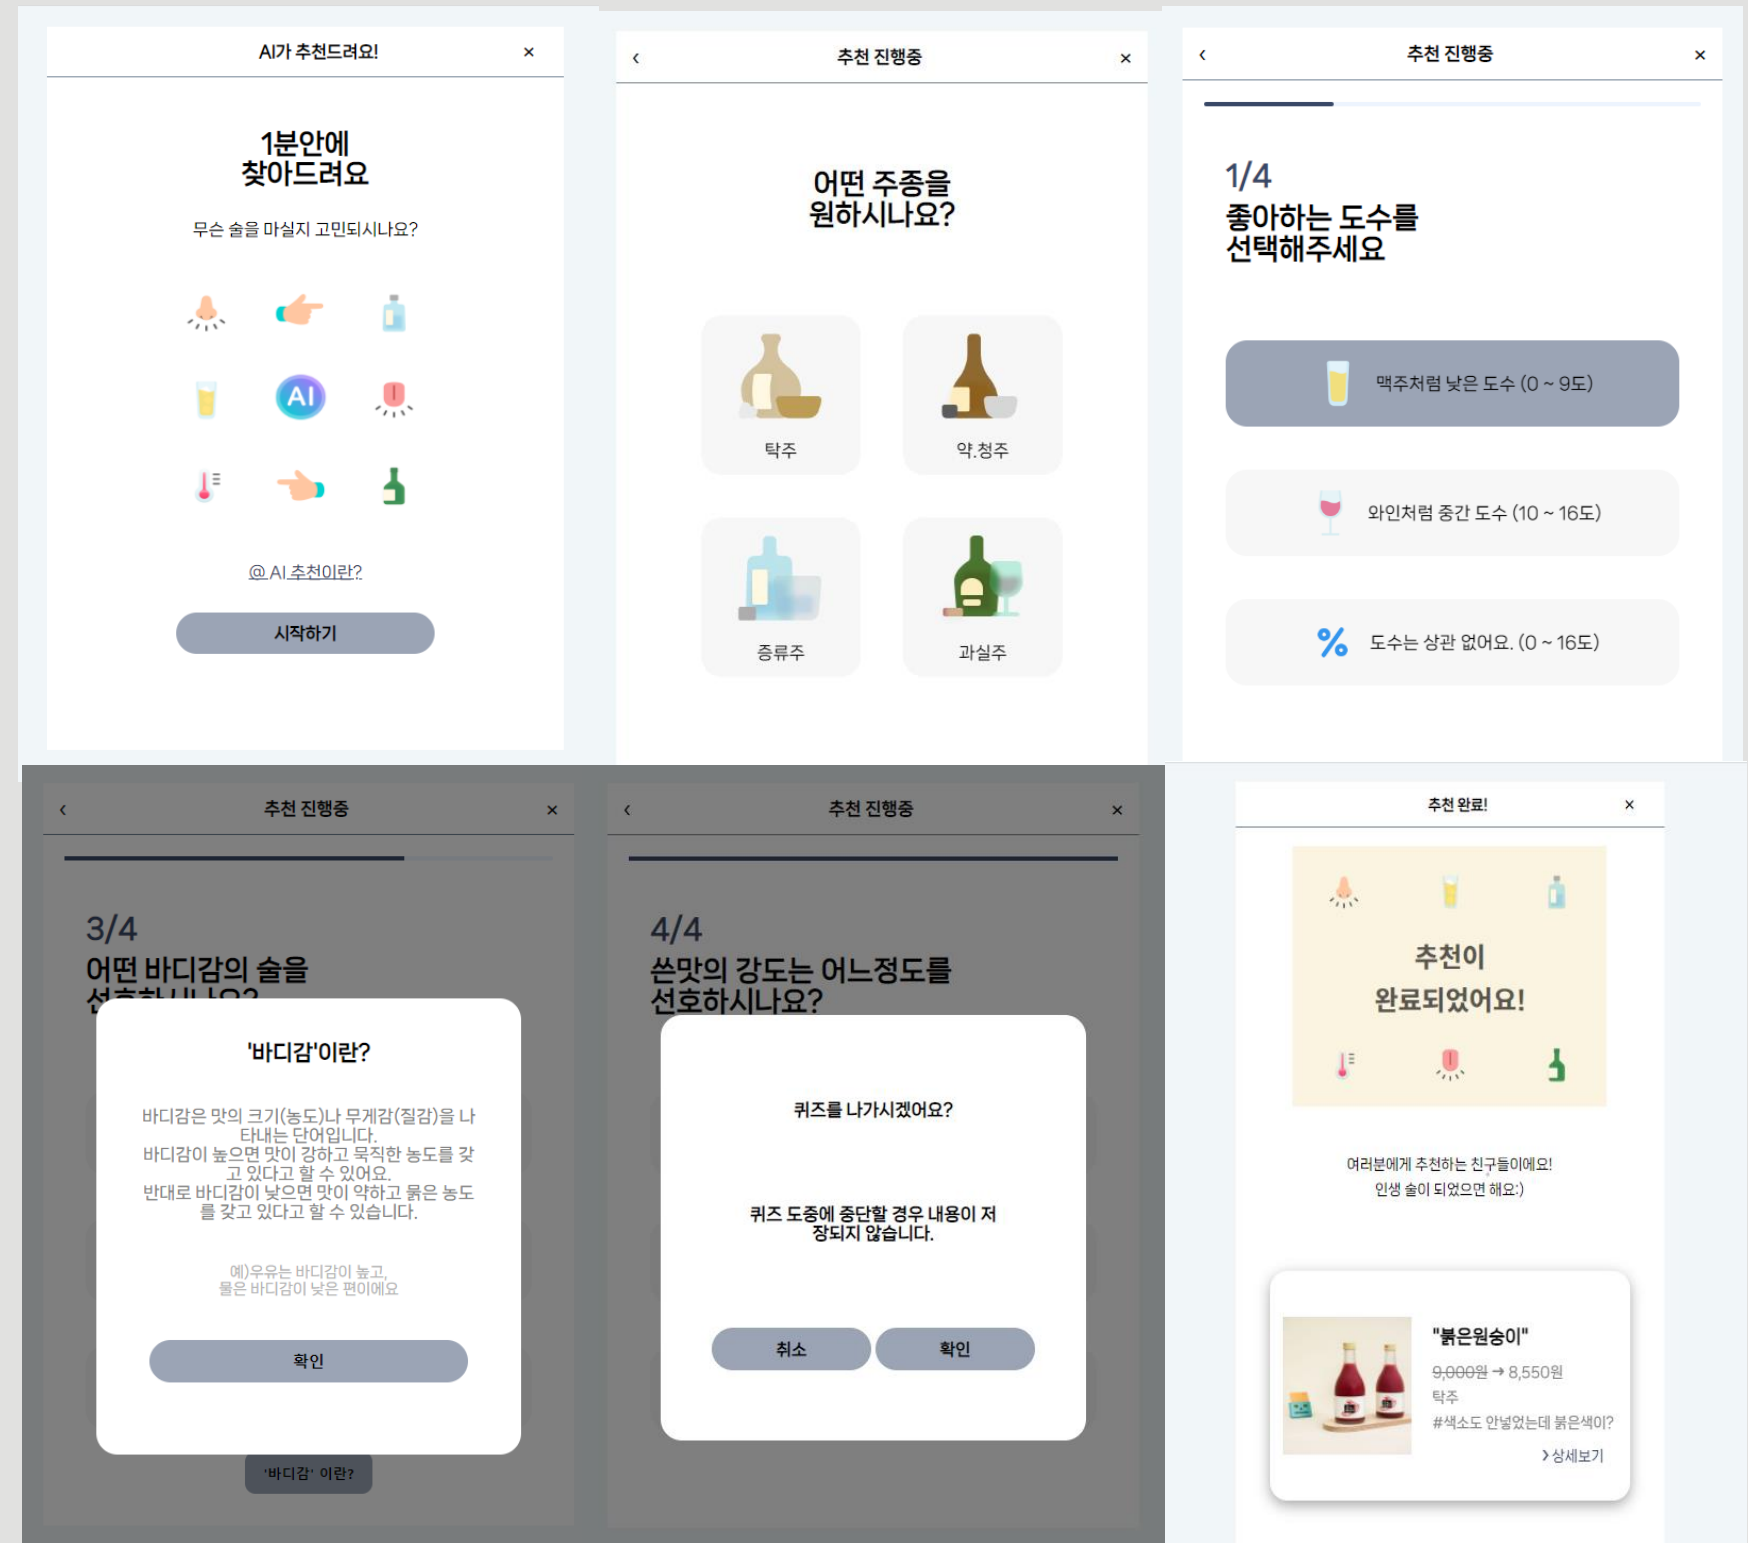 AI가 추천드려요!
×
1분안에
찾아드려요
무슨 술을 마실지 고민되시나요?
AI
@ AI 추천이란?
시작하기
‹
추천 진행중
×
어떤 주종을
원하시나요?
탁주
약.청주
증류주
과실주
‹
추천 진행중
×
1/4
좋아하는 도수를
선택해주세요
맥주처럼 낮은 도수 (0 ~ 9도)
와인처럼 중간 도수 (10 ~ 16도)
% 도수는 상관 없어요. (0 ~ 16도)
‹
추천 진행중
×
3/4
어떤 바디감의 술을
선호하시나요?
'바디감'이란?
바디감은 맛의 크기(농도)나 무게감(질감)을 나
타내는 단어입니다.
바디감이 높으면 맛이 강하고 묵직한 농도를 갖
고 있다고 할 수 있어요.
반대로 바디감이 낮으면 맛이 약하고 묽은 농도
를 갖고 있다고 할 수 있습니다.
예)우유는 바디감이 높고,
물은 바디감이 낮은 편이에요
확인
'바디감' 이란?
‹
추천 진행중
×
4/4
쓴맛의 강도는 어느정도를
선호하시나요?
퀴즈를 나가시겠어요?
퀴즈 도중에 중단할 경우 내용이 저
장되지 않습니다.
취소
확인
추천 완료!
×
추천이
완료되었어요!
여러분에게 추천하는 친구들이에요!
인생 술이 되었으면 해요:)
"붉은원숭이"
9,000원 → 8,550원
탁주
#색소도 안넣었는데 붉은색이?
› 상세보기